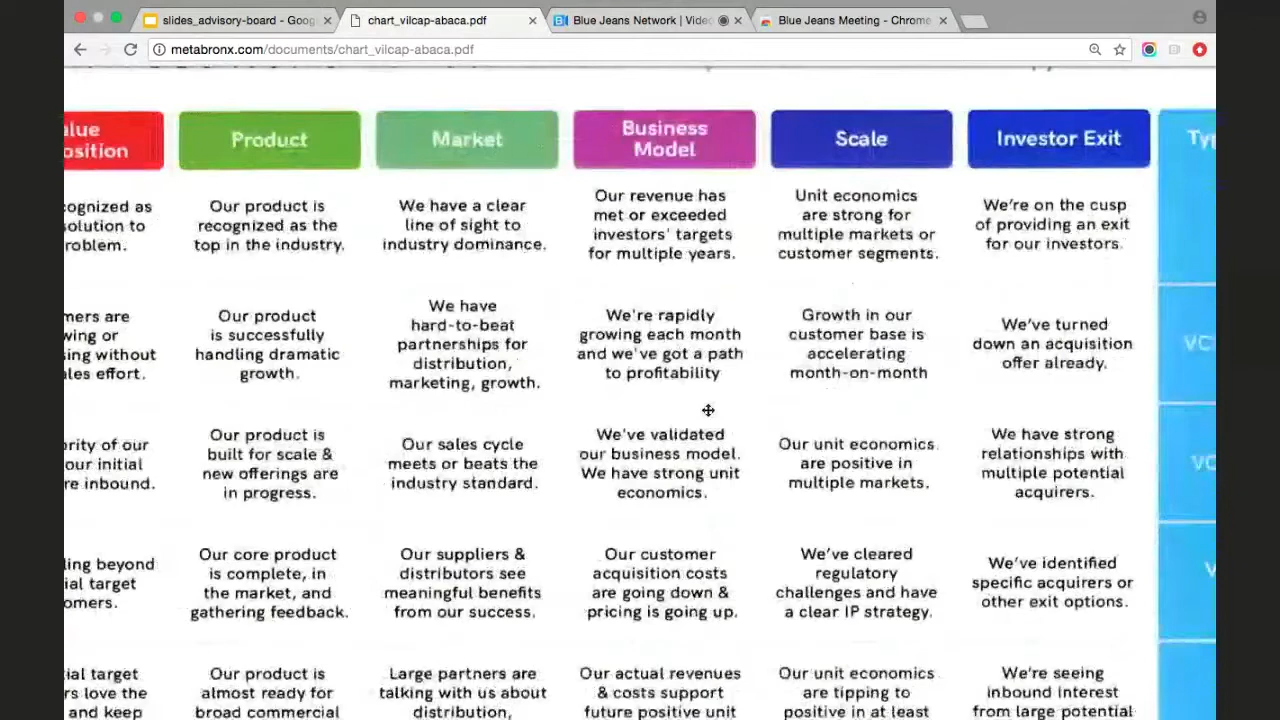 slides_advisory-board - Goog
chart_vilcap-abaca.pdf
Blue Jeans Network | Vide
Blue Jeans Meeting - Chrome
metabronx.com/documents/chart_vilcap-abaca.pdf
alue
osition
Product
Market
Business
Model
Scale
Investor Exit
Typ
ognized as
solution to
roblem.
Our product is
recognized as the
top in the industry.
We have a clear
line of sight to
industry dominance.
Our revenue has
met or exceeded
investors' targets
for multiple years.
Unit economics
are strong for
multiple markets or
customer segments.
We're on the cusp
of providing an exit
for our investors.
mers are
wing or
sing without
les effort.
Our product
is successfully
handling dramatic
growth.
We have
hard-to-beat
partnerships for
distribution,
marketing, growth.
We're rapidly
growing each month
and we've got a path
to profitability
Growth in our
customer base is
accelerating
month-on-month
We've turned
down an acquisition
offer already.
VC
ority of our
our initial
re inbound.
Our product is
built for scale &
new offerings are
in progress.
Our sales cycle
meets or beats the
industry standard.
We've validated
our business model.
We have strong unit
economics.
Our unit economics
are positive in
multiple markets.
We have strong
relationships with
multiple potential
acquirers.
VC
ling beyond
ial target
omers.
Our core product
is complete, in
the market, and
gathering feedback.
Our suppliers &
distributors see
meaningful benefits
from our success.
Our customer
acquisition costs
are going down &
pricing is going up.
We've cleared
regulatory
challenges and have
a clear IP strategy.
We've identified
specific acquirers or
other exit options.
V
ial target
rs love the
and keep
Our product is
almost ready for
broad commercial
Large partners are
talking with us about
distribution,
Our actual revenues
& costs support
future positive unit
Our unit economics
are tipping to
positive in at least
We're seeing
inbound interest
from large potential